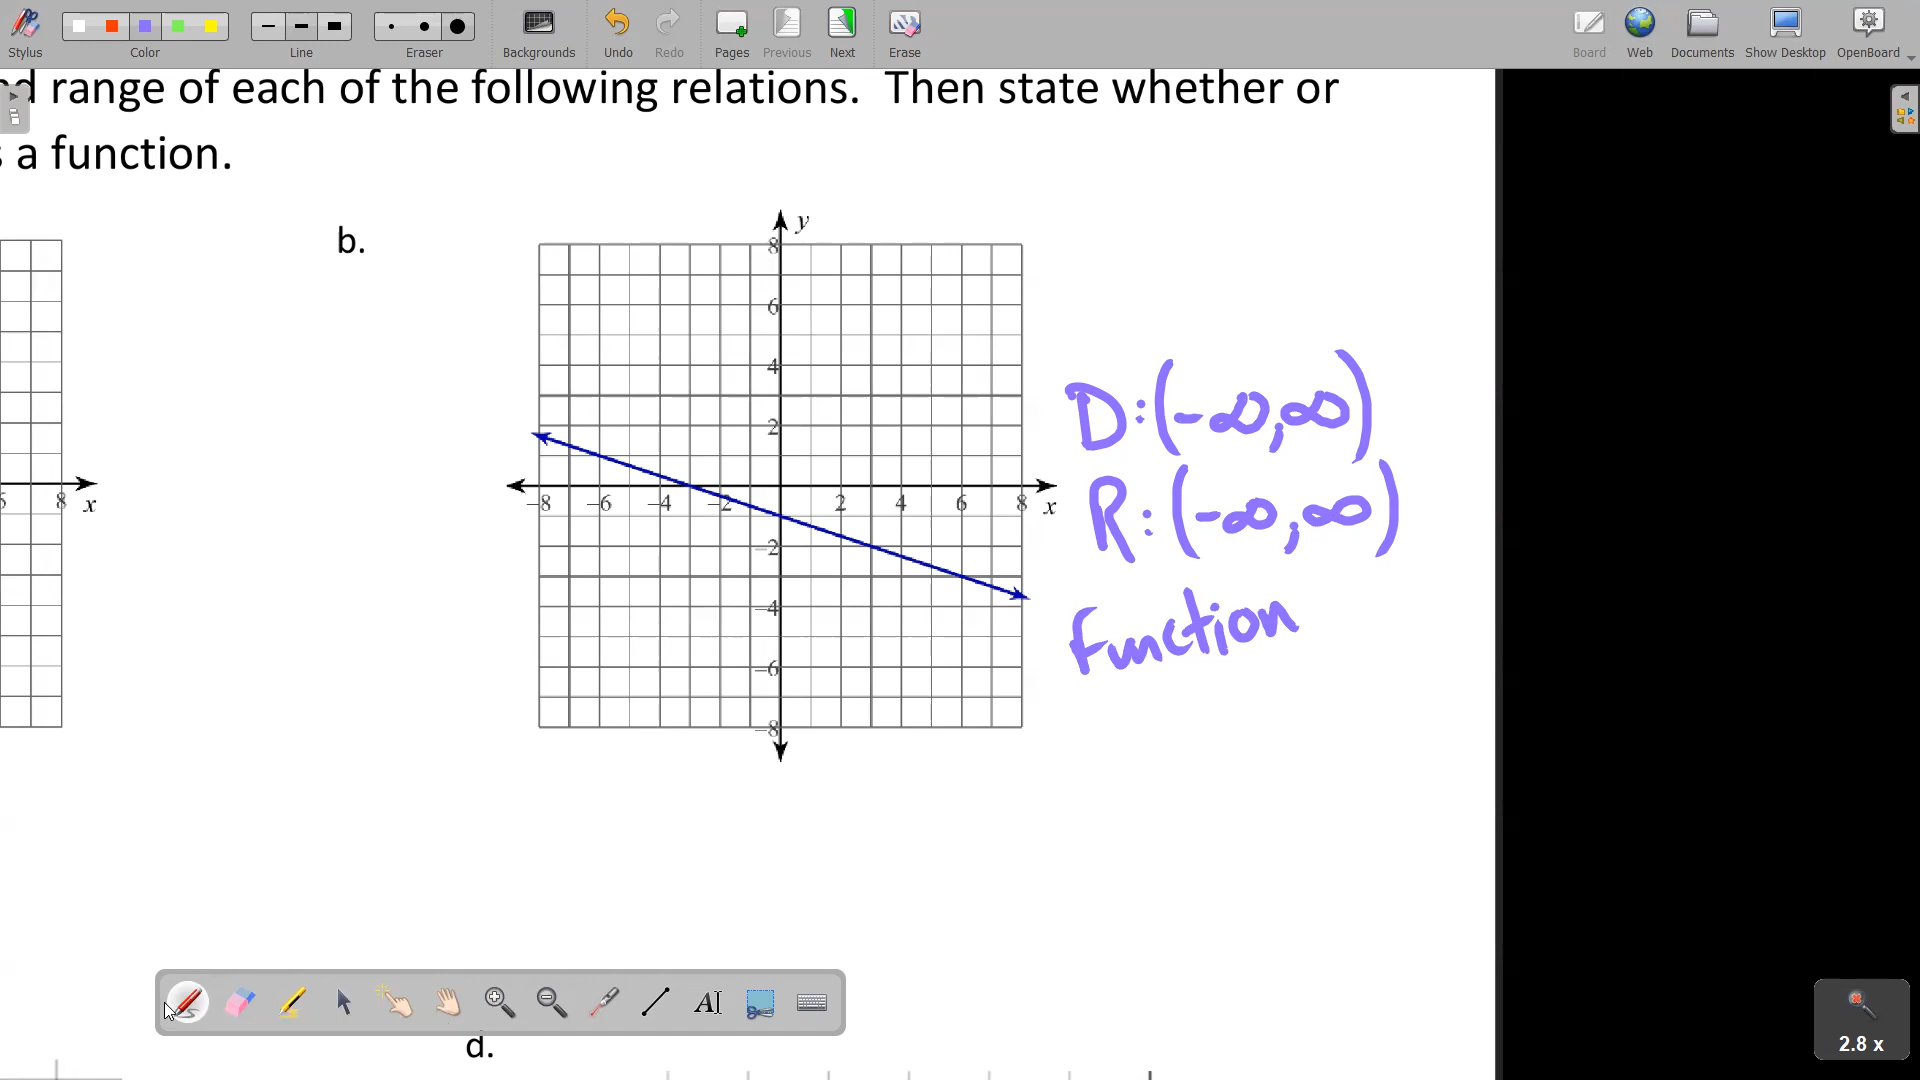 Stylus
Color
Line
Eraser
Backgrounds
Undo
Redo
Pages
Previous
Next
Erase
Board
Web
Documents
Show Desktop
OpenBoard
nd range of each of the following relations. Then state whether or
s a function.
b.
y
8
6
4
2
-8 -6 -4 -2 2 4 6 8 x
-2
-4
-6
-8
8 x
D:(-∞,∞)
R:(-∞,∞)
function
d.
2.8 x